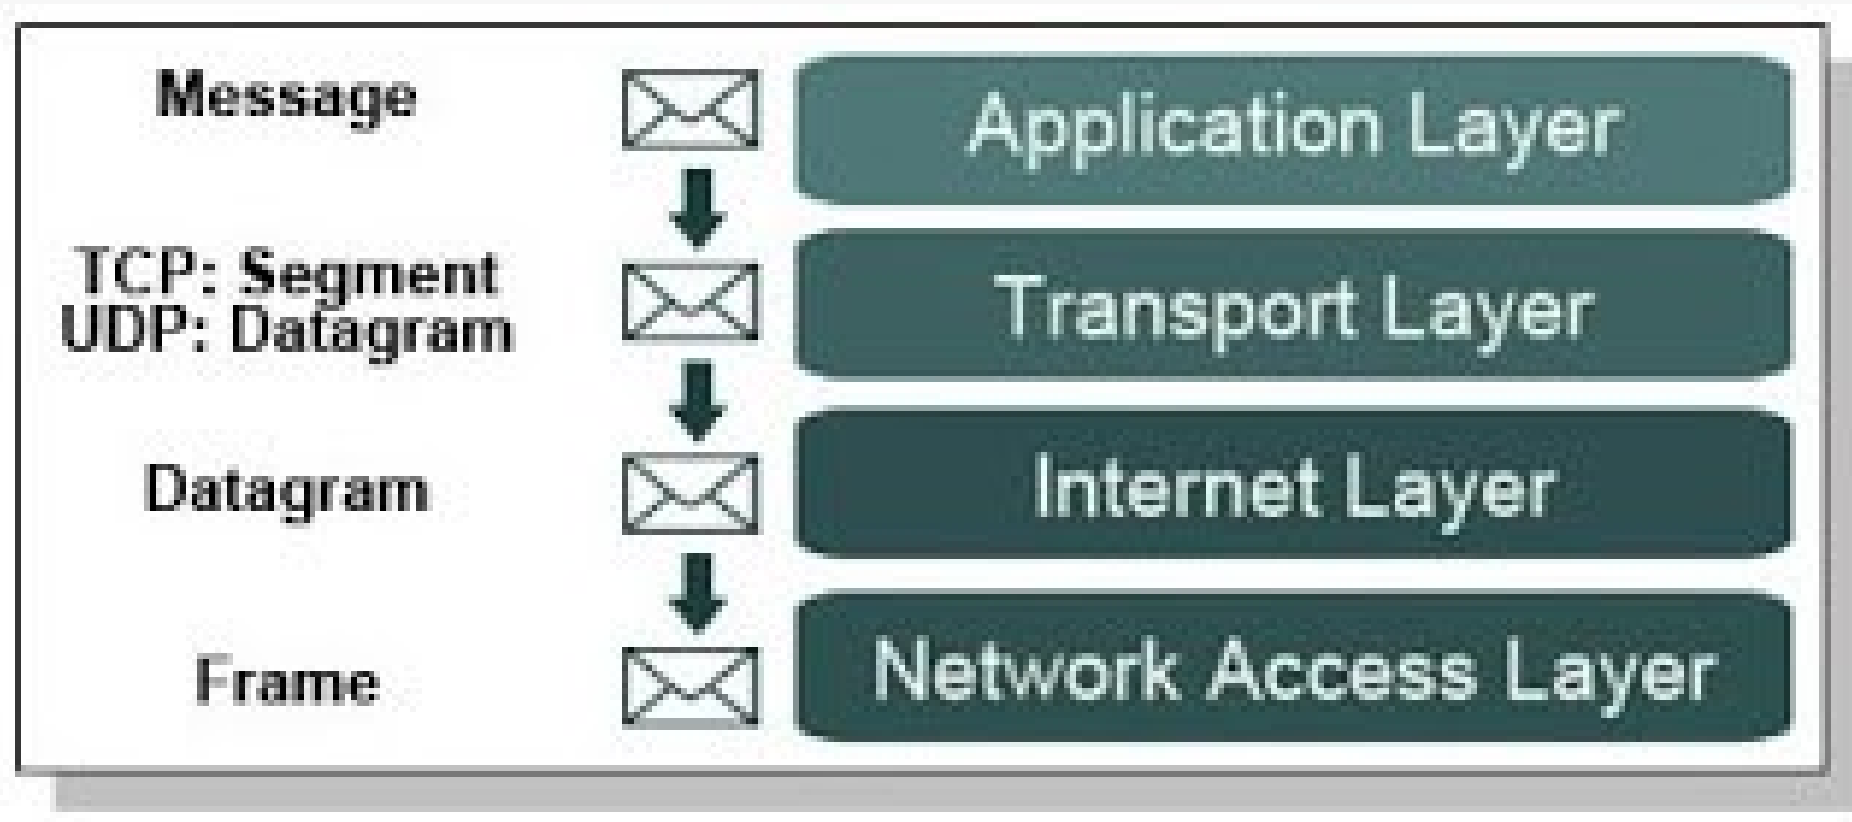 Message
Application Layer
TCP: Segment
UDP: Datagram
Transport Layer
Datagram
Internet Layer
Frame
Network Access Layer